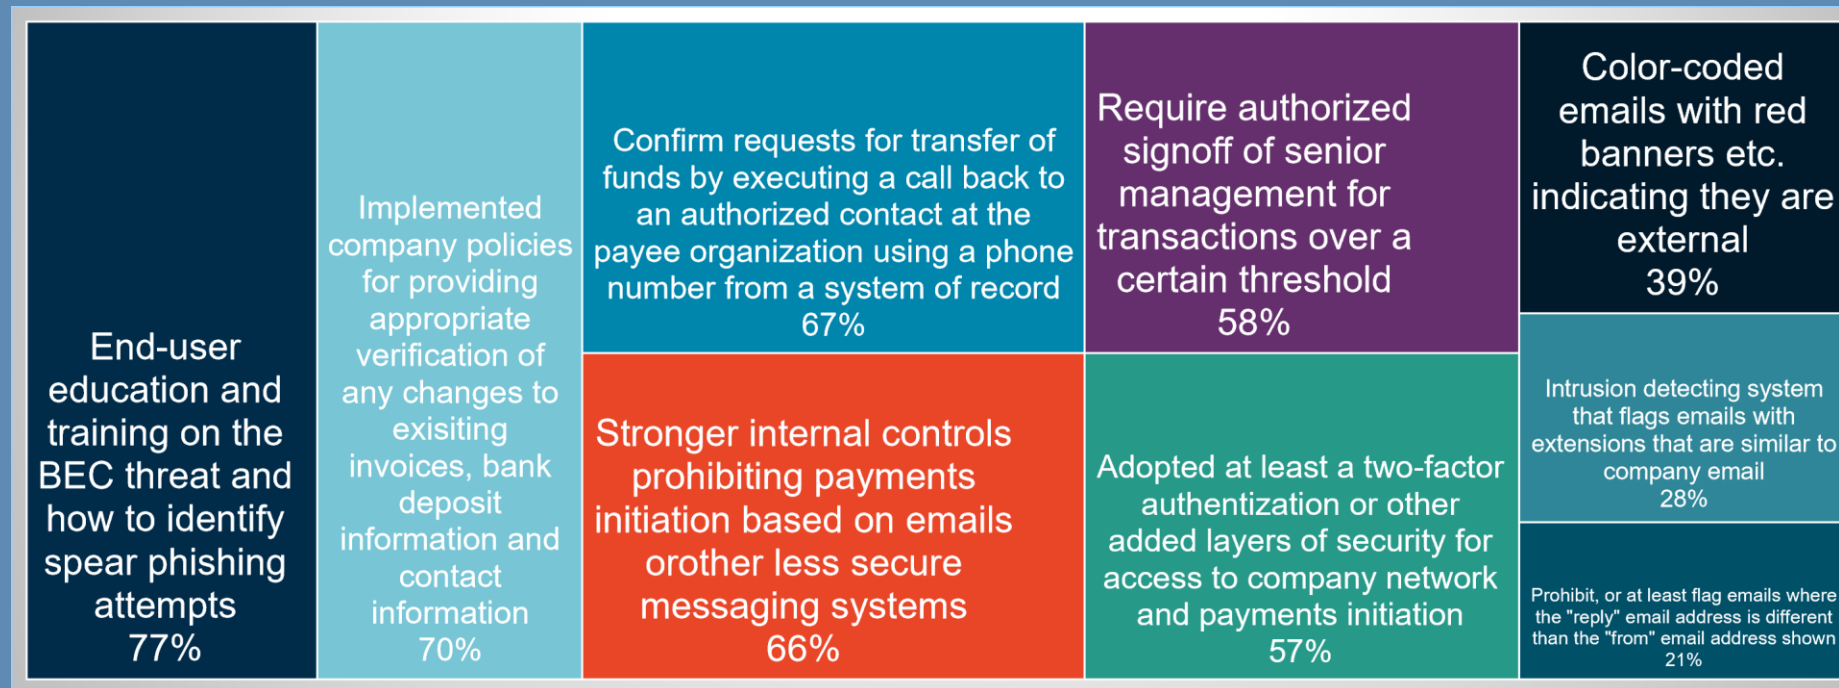 End-user
education and
training on the
BEC threat and
how to identify
spear phishing
attempts
77%
Implemented
company policies
for providing
appropriate
verification of
any changes to
exisiting
invoices, bank
deposit
information and
contact
information
70%
Confirm requests for transfer of
funds by executing a call back to
an authorized contact at the
payee organization using a phone
number from a system of record
67%
Stronger internal controls
prohibiting payments
initiation based on emails
orother less secure
messaging systems
66%
Require authorized
signoff of senior
management for
transactions over a
certain threshold
58%
Adopted at least a two-factor
authentization or other
added layers of security for
access to company network
and payments initiation
57%
Color-coded
emails with red
banners etc.
indicating they are
external
39%
Intrusion detecting system
that flags emails with
extensions that are similar to
company email
28%
Prohibit, or at least flag emails where
the "reply" email address is different
than the "from" email address shown
21%